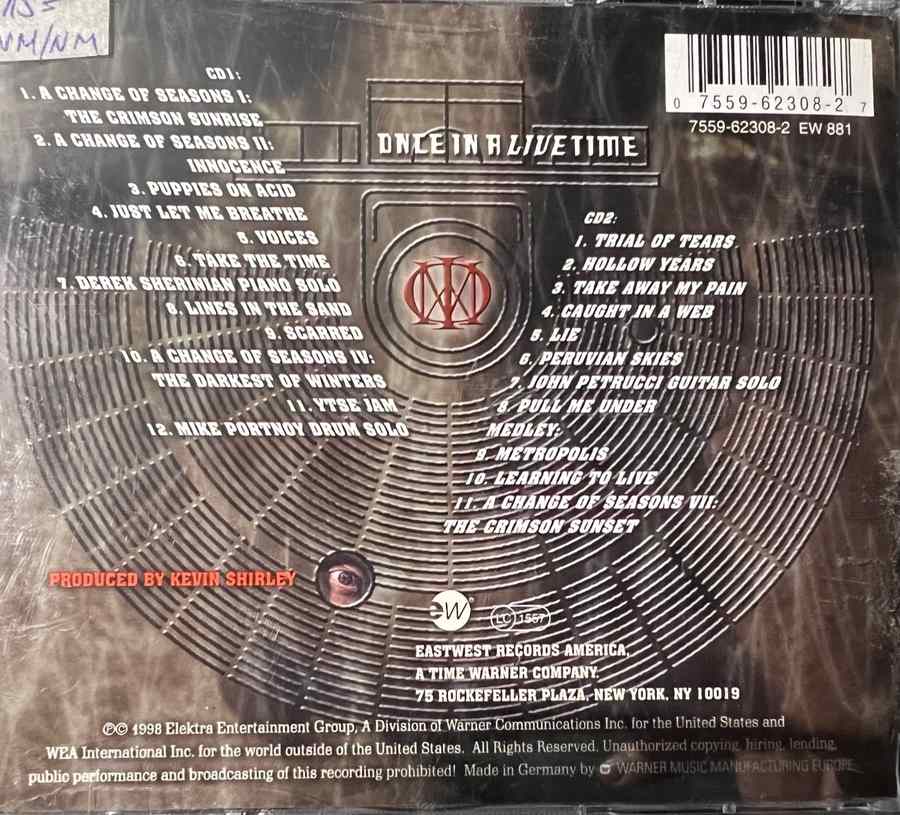 15=
NM/NM
CD1:
1. A CHANGE OF SEASONS I:
THE CRIMSON SUNRISE
2. A CHANGE OF SEASONS II:
INNOCENCE
3. PUPPIES ON ACID
4. JUST LET ME BREATHE
5. VOICES
6. TAKE THE TIME
7. DEREK SHERINIAN PIANO SOLO
8. LINES IN THE SAND
9. SCARRED
10. A CHANGE OF SEASONS IV:
THE DARKEST OF WINTERS
11. YTSE JAM
12. MIKE PORTNOY DRUM SOLO
ONCE IN A LIVETIME
0 7559-62308-2 7
7559-62308-2 EW 881
CD2:
1. TRIAL OF TEARS
2. HOLLOW YEARS
3. TAKE AWAY MY PAIN
4. CAUGHT IN A WEB
5. LIE
6. PERUVIAN SKIES
7. JOHN PETRUCCI GUITAR SOLO
8. PULL ME UNDER
MEDLEY:
9. METROPOLIS
10. LEARNING TO LIVE
11. A CHANGE OF SEASONS VII:
THE CRIMSON SUNSET
PRODUCED BY KEVIN SHIRLEY
EW
LC 1557
EASTWEST RECORDS AMERICA,
A TIME WARNER COMPANY.
75 ROCKEFELLER PLAZA, NEW YORK, NY 10019
℗© 1998 Elektra Entertainment Group, A Division of Warner Communications Inc. for the United States and
WEA International Inc. for the world outside of the United States. All Rights Reserved. Unauthorized copying, hiring, lending,
public performance and broadcasting of this recording prohibited! Made in Germany by WARNER MUSIC MANUFACTURING EUROPE